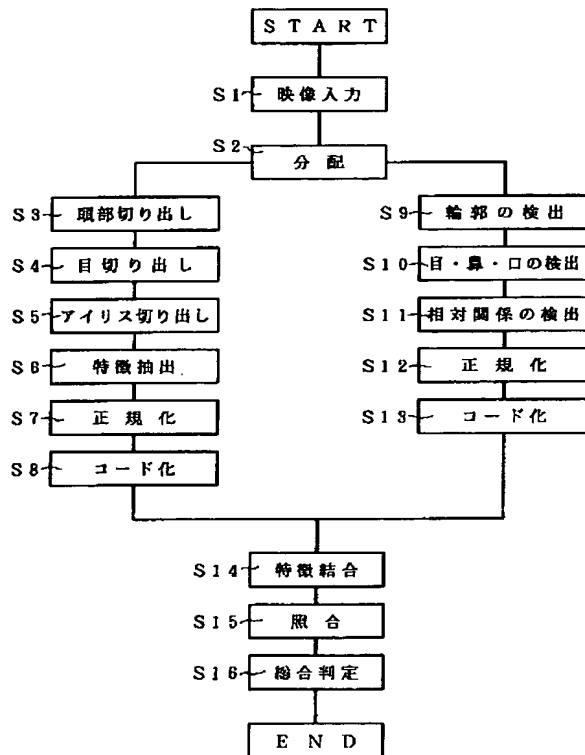 START
S1 映像入力
S2 分配
S3 頭部切り出し
S4 目切り出し
S5 アイリス切り出し
S6 特徴抽出
S7 正規化
S8 コード化
S9 輪郭の検出
S10 目・鼻・口の検出
S11 相対関係の検出
S12 正規化
S13 コード化
S14 特徴結合
S15 照合
S16 総合判定
END